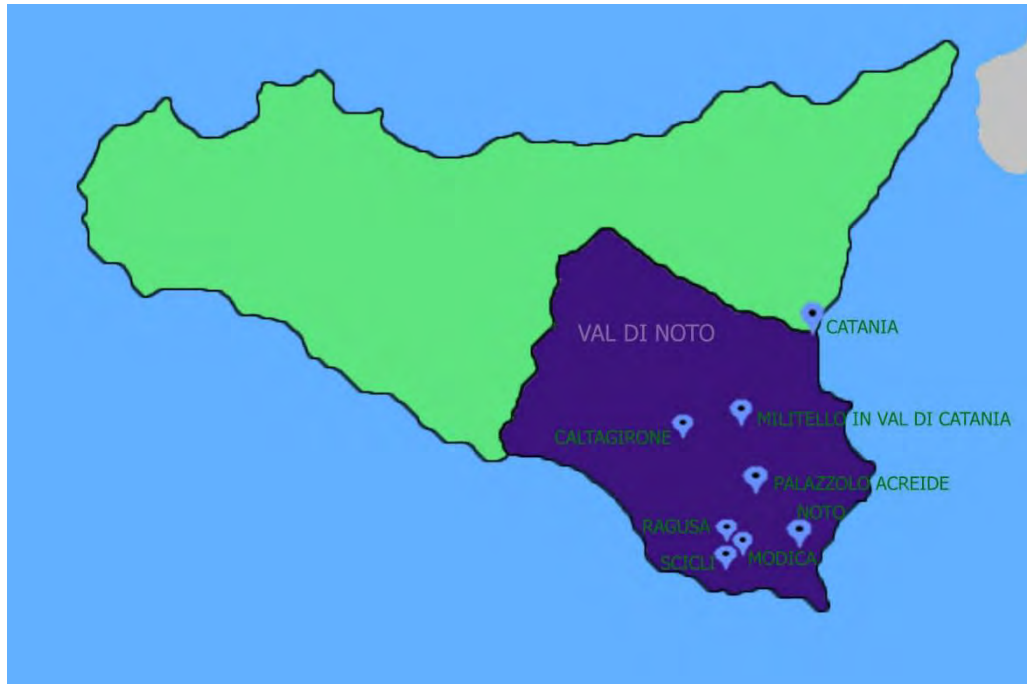 CATANIA
VAL DI NOTO
MILITELLO IN VAL DI CATANIA
CALTAGIRONE
PALAZZOLO ACREIDE
NOTO
RAGUSA
MODICA
SCICLI